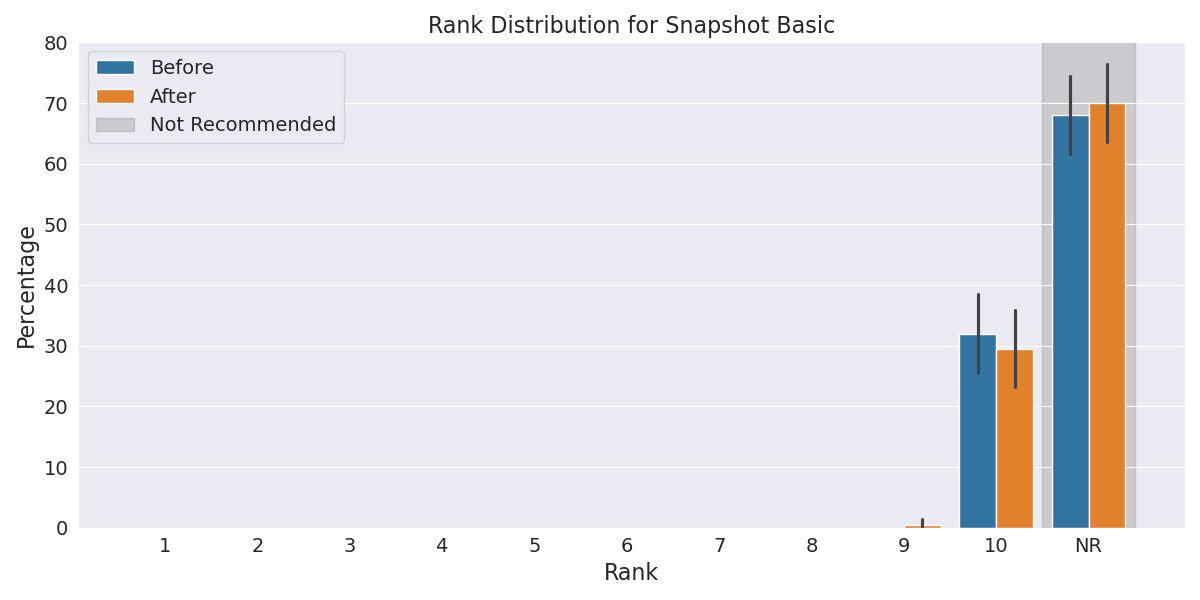 Rank Distribution for Snapshot Basic
Before
After
Not Recommended
80
70
60
50
40
30
20
10
0
Percentage
1 2 3 4 5 6 7 8 9 10 NR
Rank